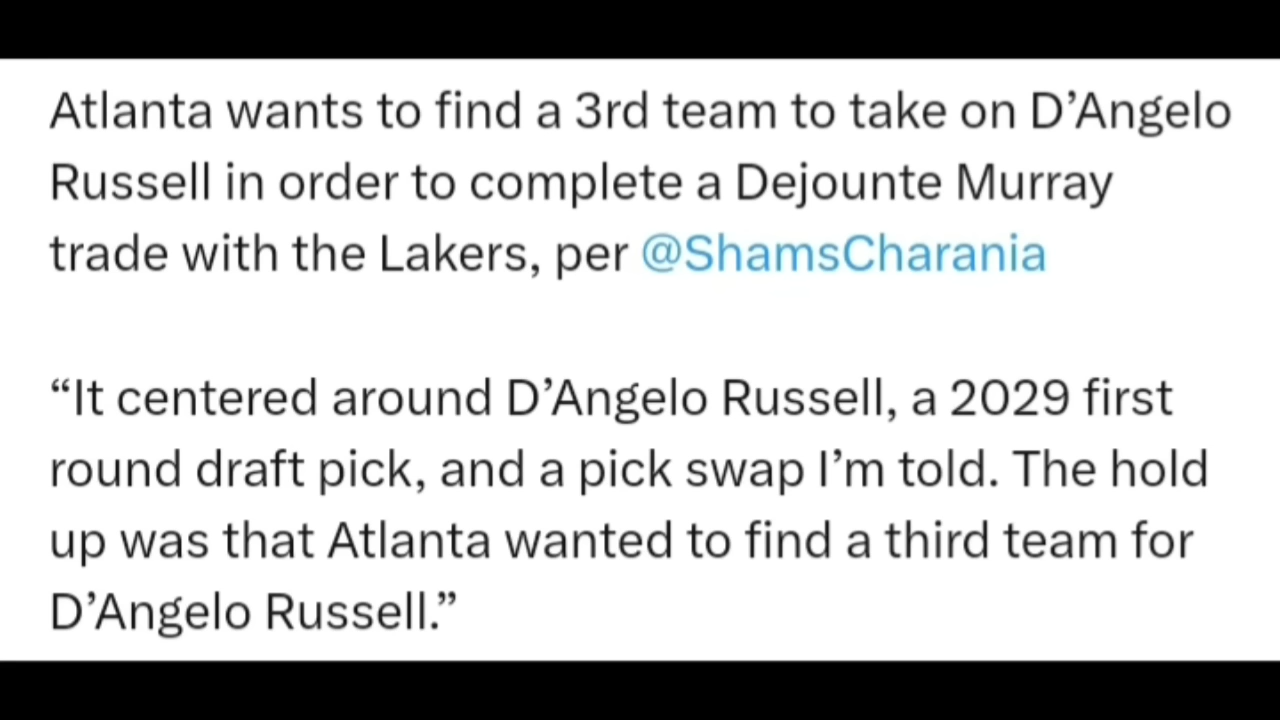 Atlanta wants to find a 3rd team to take on D’Angelo
Russell in order to complete a Dejounte Murray
trade with the Lakers, per @ShamsCharania
“It centered around D’Angelo Russell, a 2029 first
round draft pick, and a pick swap I’m told. The hold
up was that Atlanta wanted to find a third team for
D’Angelo Russell.”